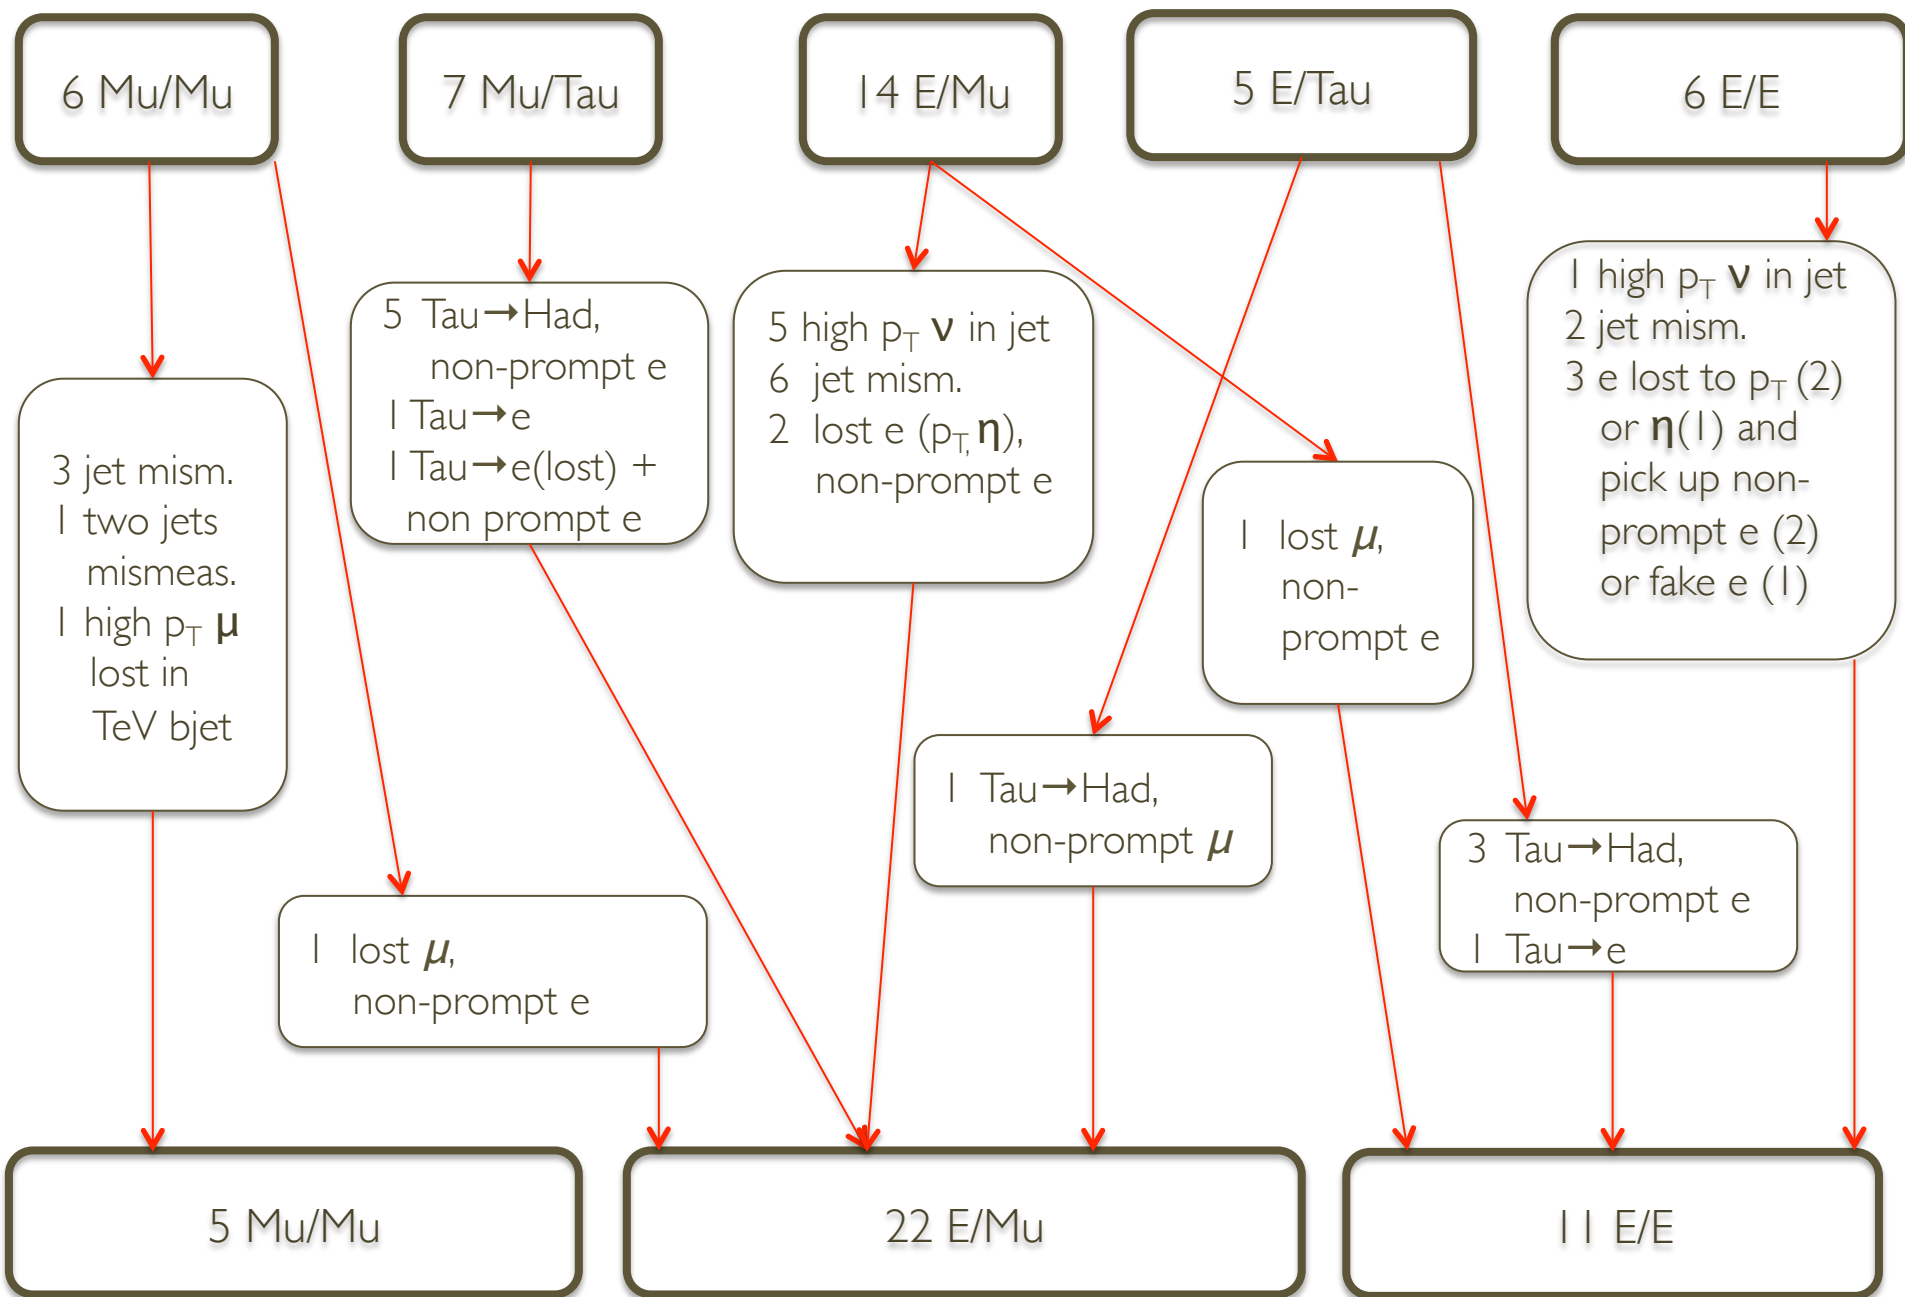 6 Mu/Mu
7 Mu/Tau
14 E/Mu
5 E/Tau
6 E/E
3 jet mism.
1 two jets
mismeas.
1 high p_T μ
lost in
TeV bjet
5 Tau→Had,
non-prompt e
1 Tau→e
1 Tau→e(lost) +
non prompt e
5 high p_T ν in jet
6 jet mism.
2 lost e (p_T, η),
non-prompt e
1 lost μ,
non-
prompt e
1 high p_T ν in jet
2 jet mism.
3 e lost to p_T (2)
or η(1) and
pick up non-
prompt e (2)
or fake e (1)
1 lost μ,
non-prompt e
1 Tau→Had,
non-prompt μ
3 Tau→Had,
non-prompt e
1 Tau→e
5 Mu/Mu
22 E/Mu
11 E/E